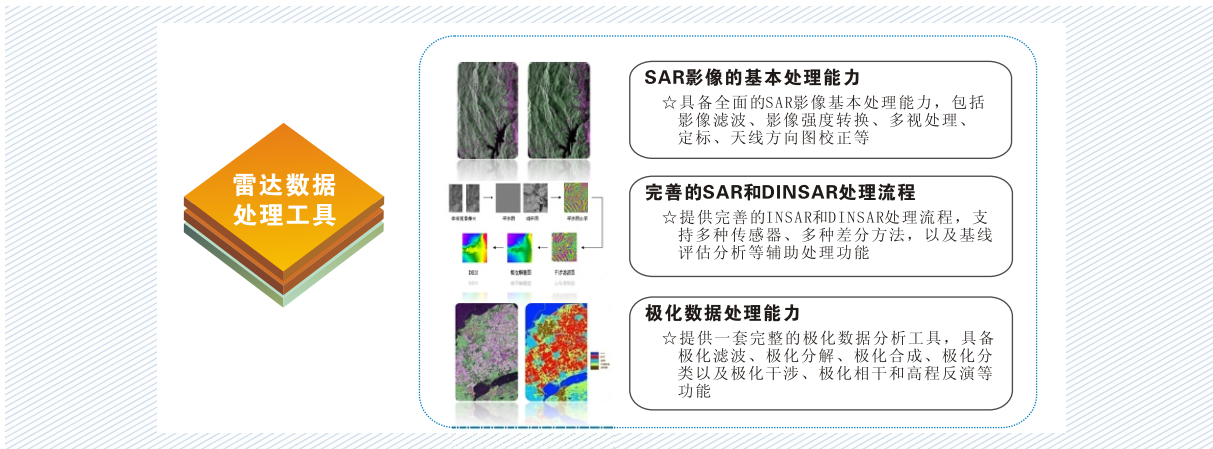 雷达数据
处理工具
SAR影像的基本处理能力
☆具备全面的SAR影像基本处理能力，包括
影像滤波、影像强度转换、多视处理、
定标、天线方向图校正等
完善的SAR和DINSAR处理流程
☆提供完善的INSAR和DINSAR处理流程，支
持多种传感器、多种差分方法，以及基线
评估分析等辅助处理功能
极化数据处理能力
☆提供一套完整的极化数据分析工具，具备
极化滤波、极化分解、极化合成、极化分
类以及极化干涉、极化相干和高程反演等
功能